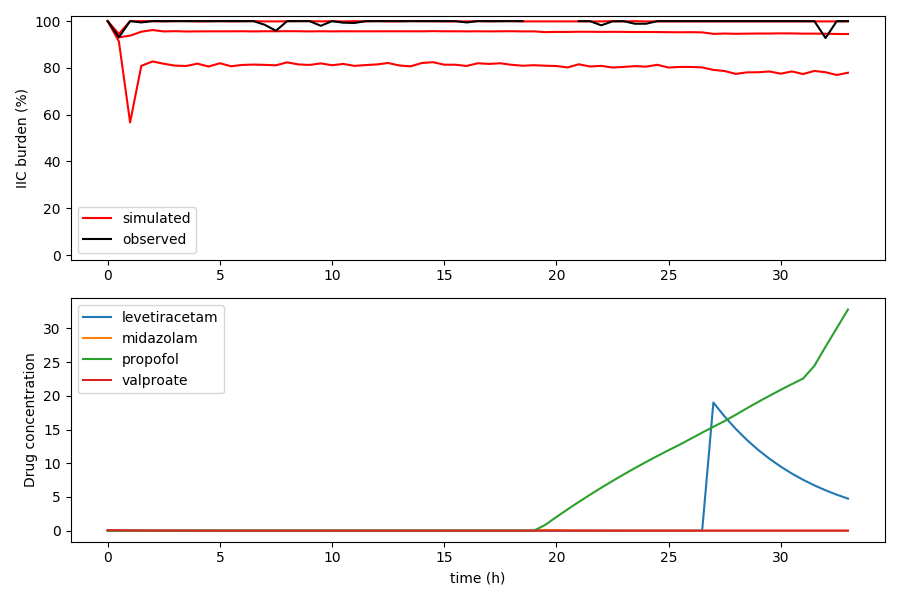 IIC burden (%)
100
80
60
40
20
0
simulated
observed
0 5 10 15 20 25 30
Drug concentration
30
25
20
15
10
5
0
levetiracetam
midazolam
propofol
valproate
0 5 10 15 20 25 30
time (h)